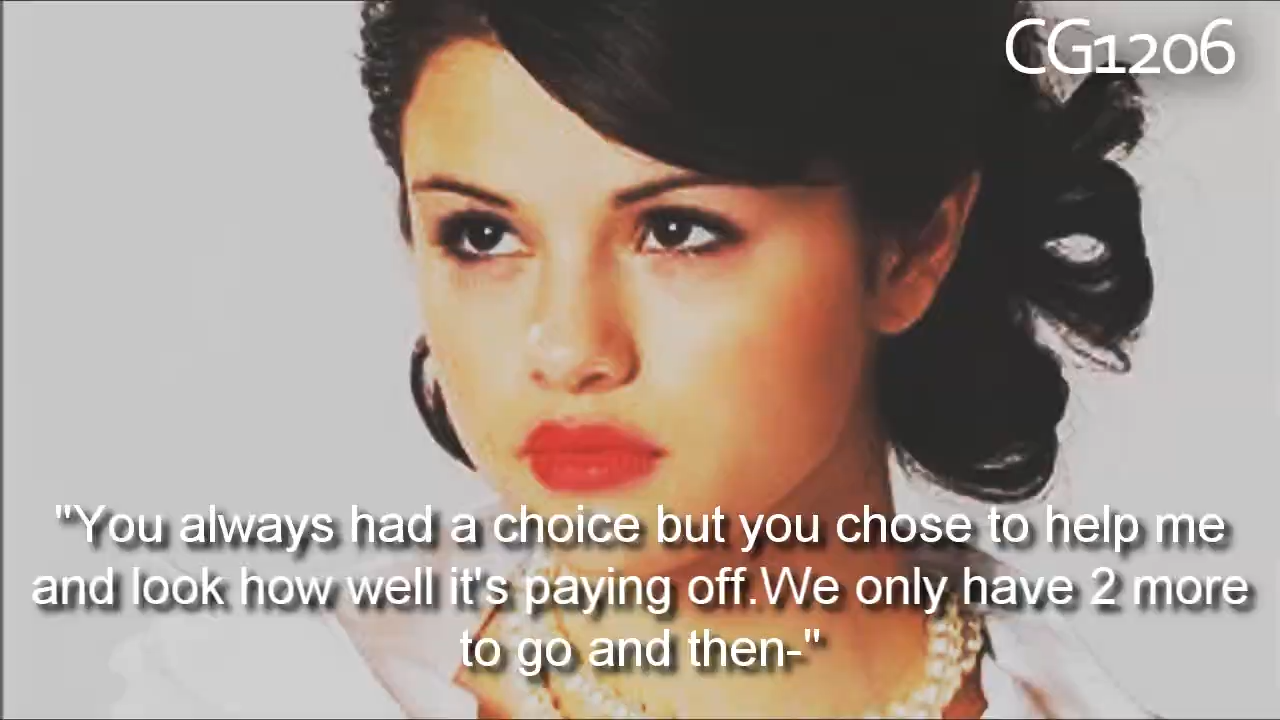 CG1206
"You always had a choice but you chose to help me
and look how well it's paying off.We only have 2 more
to go and then-"